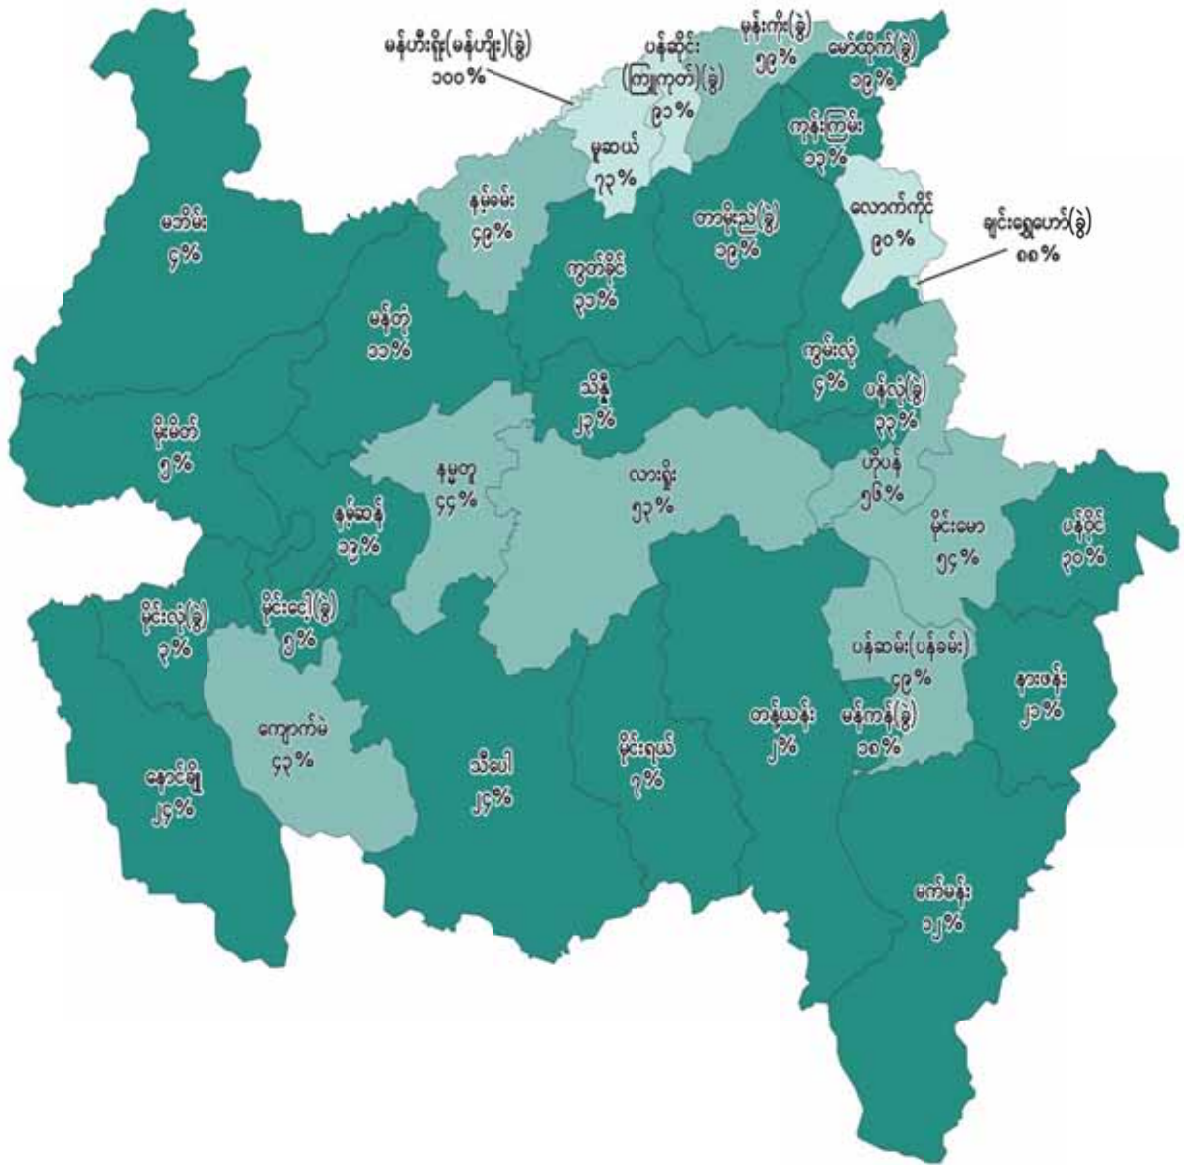 မန်ဟီးရိုး(မန်ဟျိုး)(ခွဲ)
၁၀၀%
ပန်ဆိုင်း
(ကြူကုတ်)(ခွဲ)
၉၁%
မုန်းကိုး(ခွဲ)
၅၉%
မော်ထိုက်(ခွဲ)
၁၉%
ကုန်းကြမ်း
၁၃%
မူဆယ်
၇၃%
နမ့်ခမ်း
၄၉%
မဘိမ်း
၄%
တာမိုးညဲ(ခွဲ)
၁၉%
လောက်ကိုင်
၉၀%
ချင်းရွှေဟော်(ခွဲ)
၈၈%
ကွတ်ခိုင်
၃၁%
မန်တုံ
၁၁%
ကွမ်းလုံ
၄%
သိန္နီ
၂၃%
ပန်လုံ(ခွဲ)
၃၃%
မိုးမိတ်
၅%
နမ္မတူ
၄၄%
လားရှိုး
၅၃%
ဟိုပန်
၅၆%
နမ့်ဆန်
၁၅%
မိုင်းမော
၅၄%
ပန်ဝိုင်
၃၀%
မိုင်းလုံ(ခွဲ)
၃%
မိုင်းငေါ့(ခွဲ)
၅%
ပန်ဆမ်း(ပန်ခမ်း)
၄၉%
နားဖန်း
၂၁%
ကျောက်မဲ
၄၃%
တန့်ယန်း
၂%
မန်ကန်(ခွဲ)
၁၈%
နောင်ချို
၂၄%
သီပေါ
၂၄%
မိုင်းရယ်
၇%
မက်မန်း
၁၂%